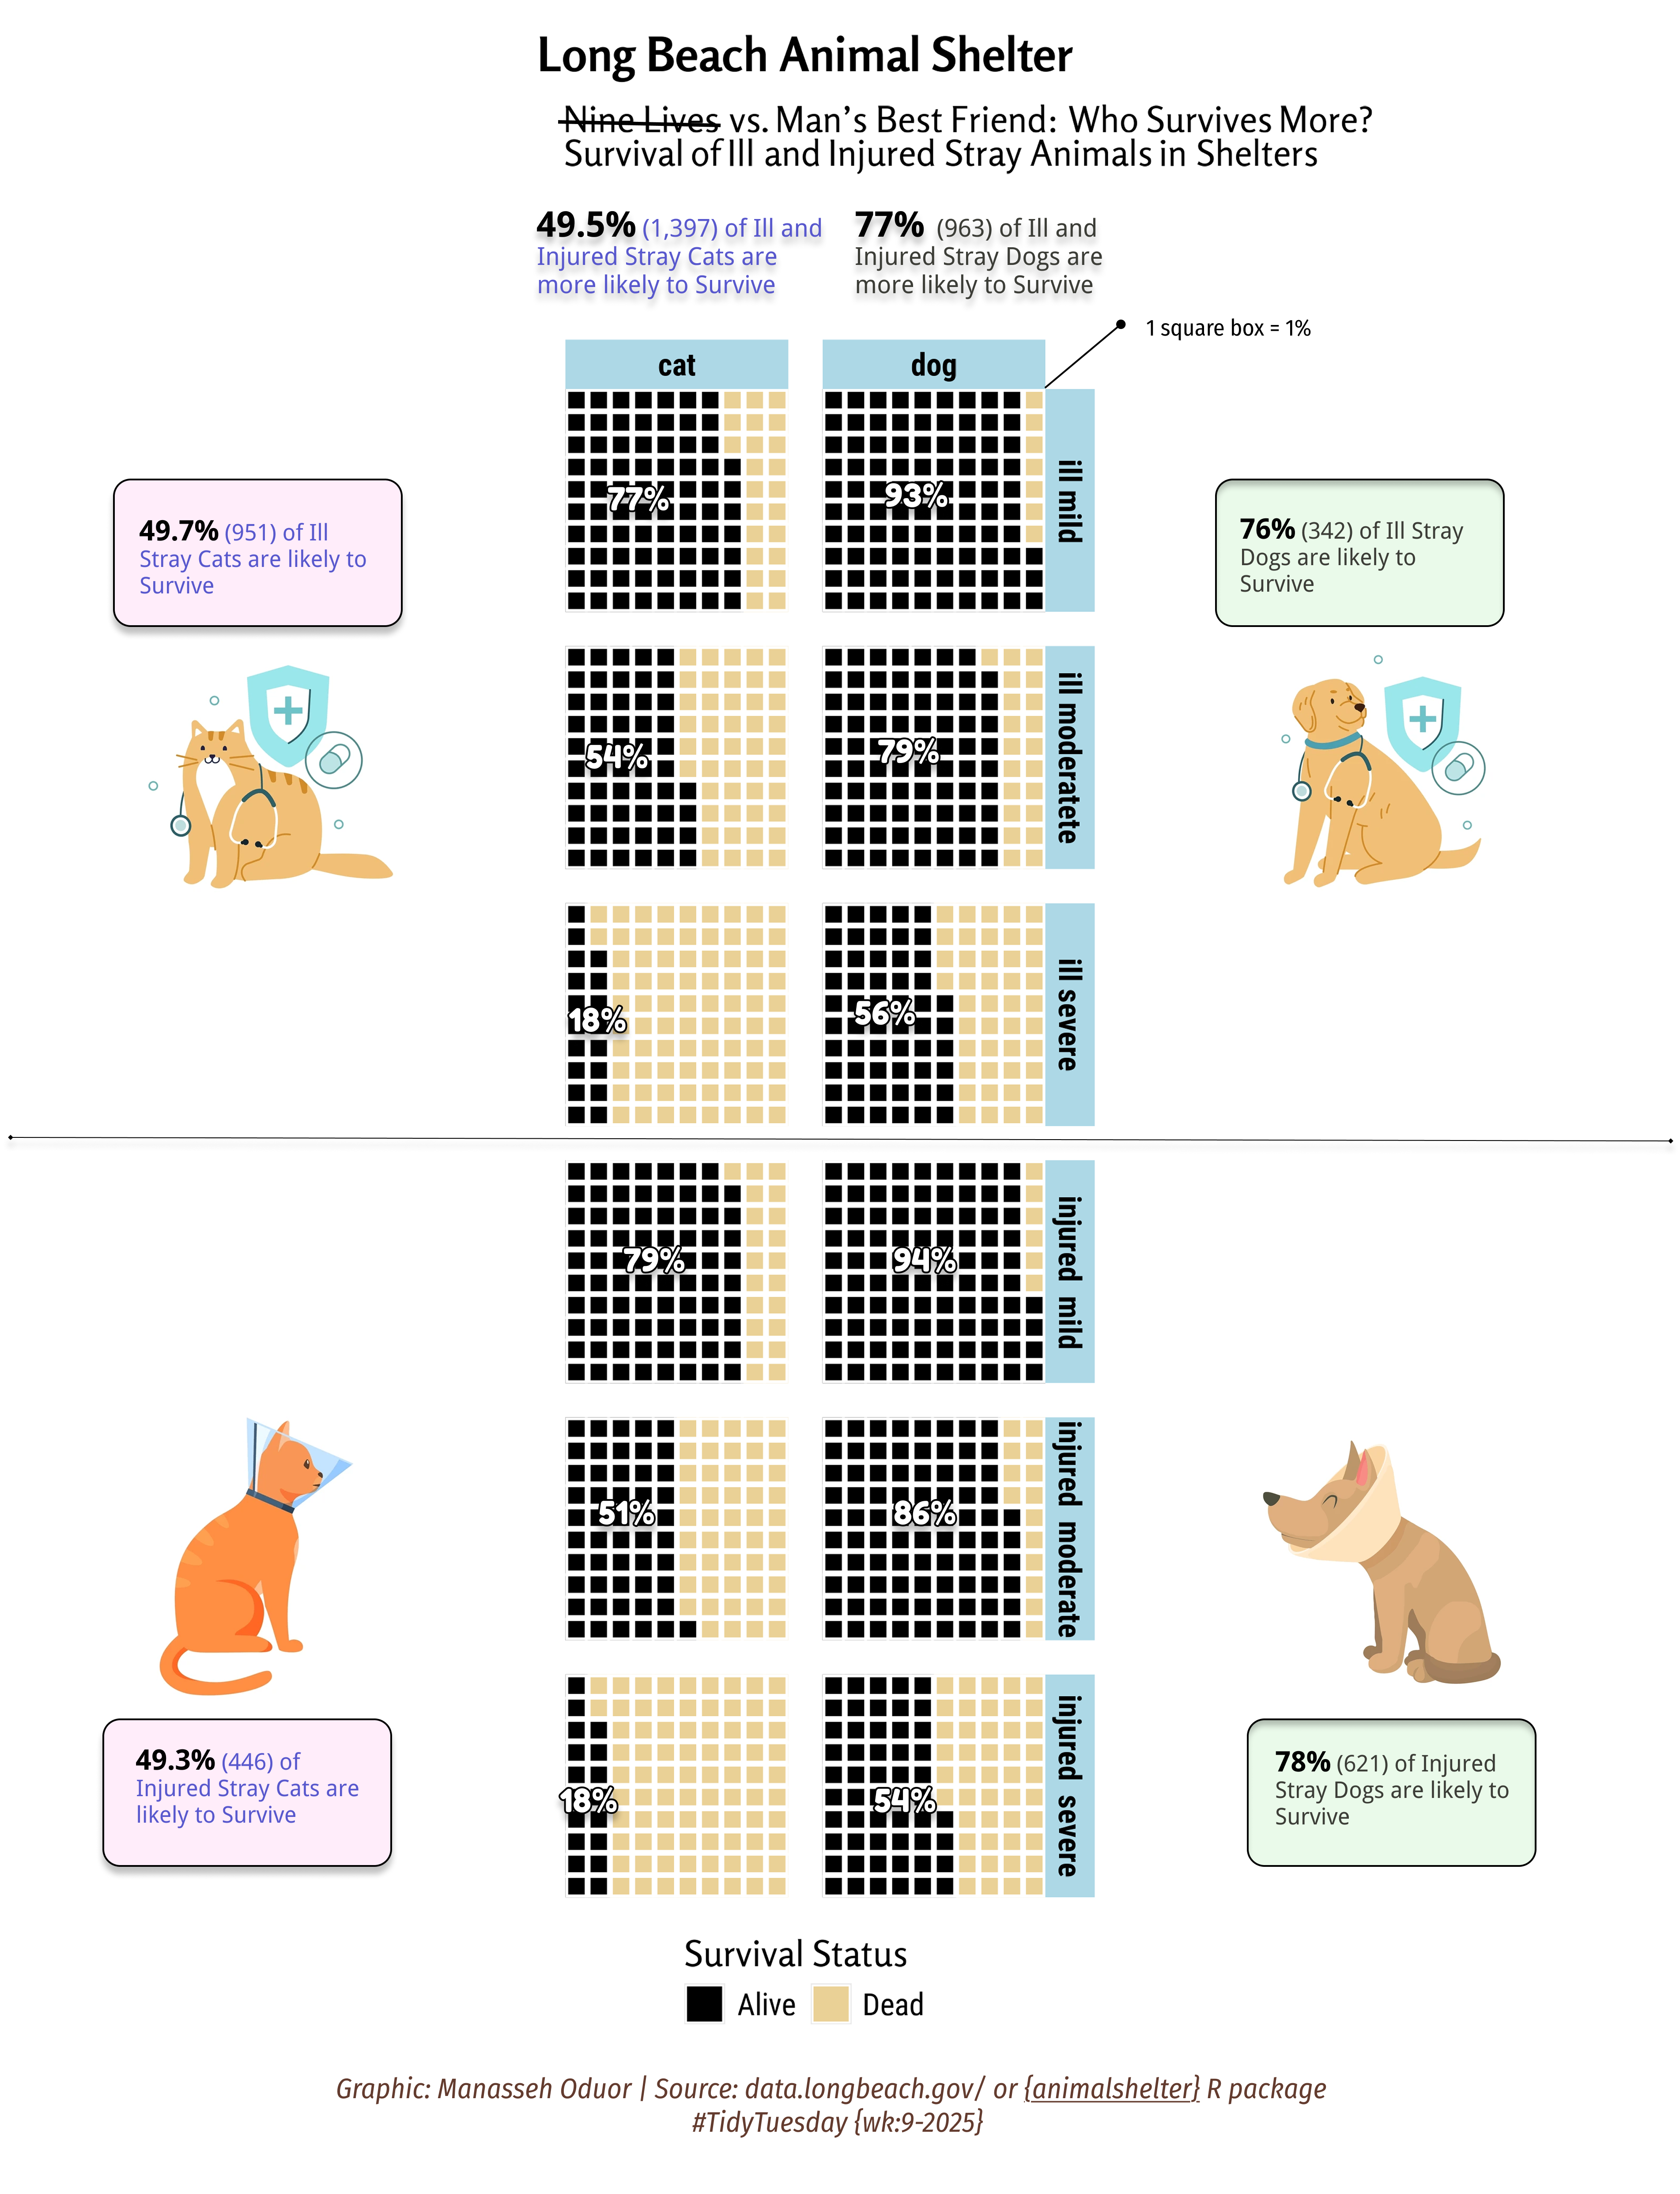 Long Beach Animal Shelter
Nine Lives vs. Man's Best Friend: Who Survives More?
Survival of Ill and Injured Stray Animals in Shelters
49.5% (1,397) of Ill and
Injured Stray Cats are
more likely to Survive
77% (963) of Ill and
Injured Stray Dogs are
more likely to Survive
1 square box = 1%
cat
dog
77%
93%
ill mild
49.7% (951) of Ill
Stray Cats are likely to
Survive
76% (342) of Ill Stray
Dogs are likely to
Survive
54%
79%
ill moderatete
18%
56%
ill severe
79%
94%
injured mild
51%
86%
injured moderate
18%
54%
injured severe
49.3% (446) of
Injured Stray Cats are
likely to Survive
78% (621) of Injured
Stray Dogs are likely to
Survive
Survival Status
Alive
Dead
Graphic: Manasseh Oduor | Source: data.longbeach.gov/ or {animalshelter} R package
#TidyTuesday {wk:9-2025}